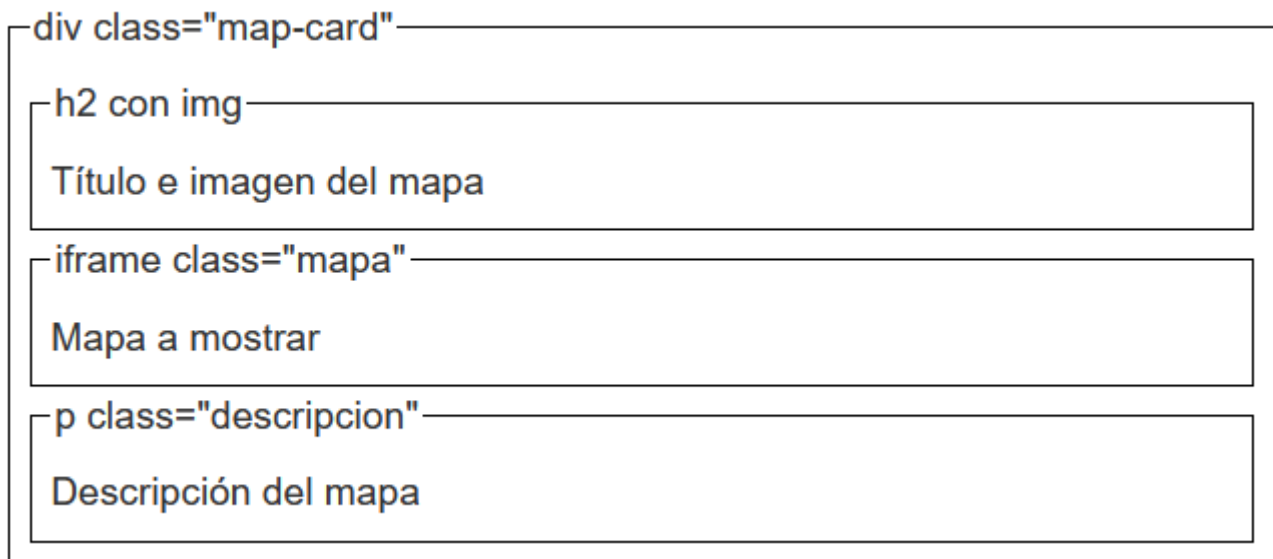 div class="map-card"
h2 con img
Título e imagen del mapa
iframe class="mapa"
Mapa a mostrar
p class="descripcion"
Descripción del mapa